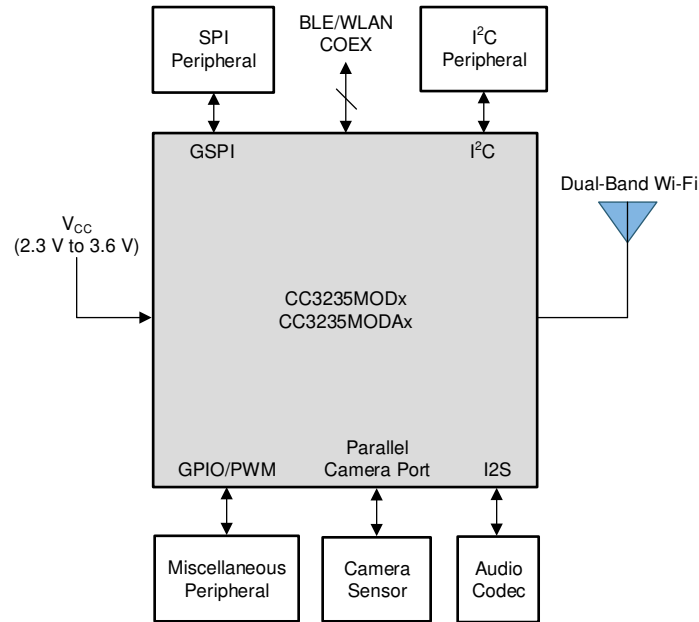 SPI
Peripheral
BLE/WLAN
COEX
I²C
Peripheral
GSPI
I²C
Dual-Band Wi-Fi
V_CC
(2.3 V to 3.6 V)
CC3235MODx
CC3235MODAx
GPIO/PWM
Parallel
Camera Port
I2S
Miscellaneous
Peripheral
Camera
Sensor
Audio
Codec